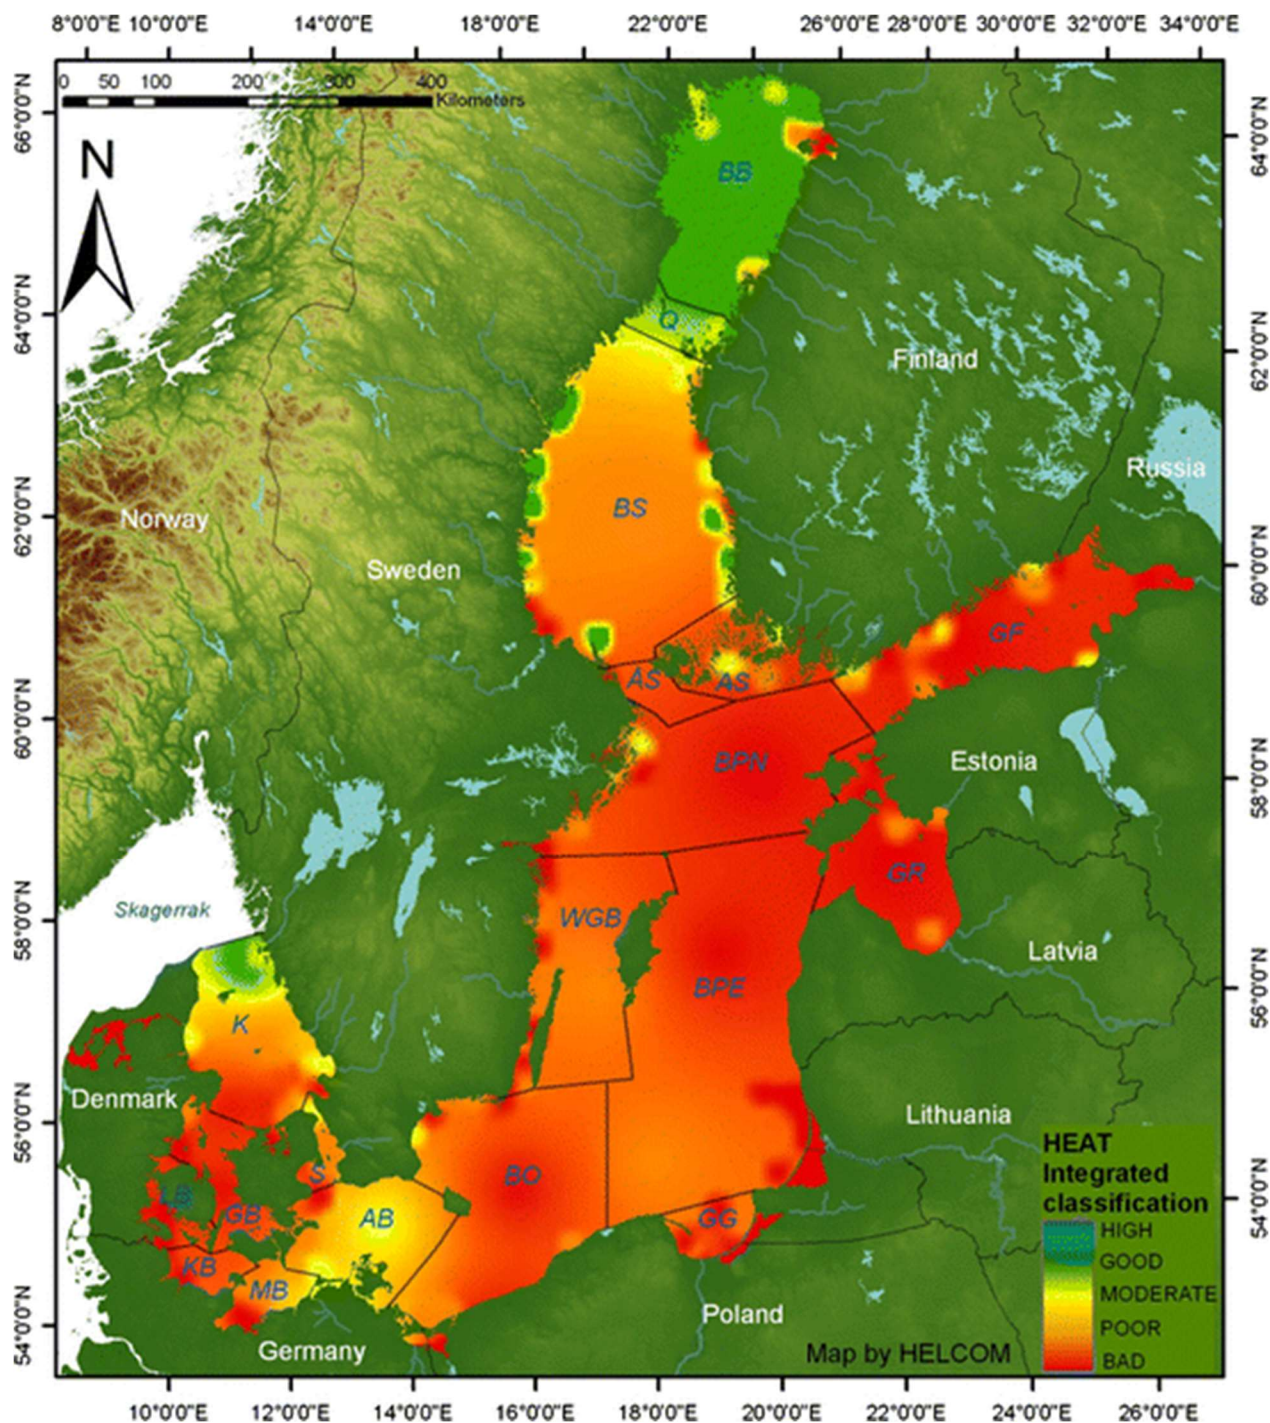 8°0'0"E 10°0'0"E 14°0'0"E 18°0'0"E 22°0'0"E 26°0'0"E 28°0'0"E 30°0'0"E 32°0'0"E 34°0'0"E
0 50 100 200 300 400
Kilometers
N
66°0'0"N
64°0'0"N
62°0'0"N
60°0'0"N
58°0'0"N
56°0'0"N
54°0'0"N
64°0'0"N
62°0'0"N
60°0'0"N
58°0'0"N
56°0'0"N
54°0'0"N
BB
Q
Finland
Russia
BS
Norway
Sweden
GF
AS
AS
BPN
Estonia
GR
Skagerrak
WGB
Latvia
BPE
K
Denmark
Lithuania
S
BO
LB
GB
AB
GG
KB
MB
Poland
Germany
Map by HELCOM
HEAT
Integrated
classification
HIGH
GOOD
MODERATE
POOR
BAD
10°0'0"E 12°0'0"E 14°0'0"E 16°0'0"E 18°0'0"E 20°0'0"E 22°0'0"E 24°0'0"E 26°0'0"E